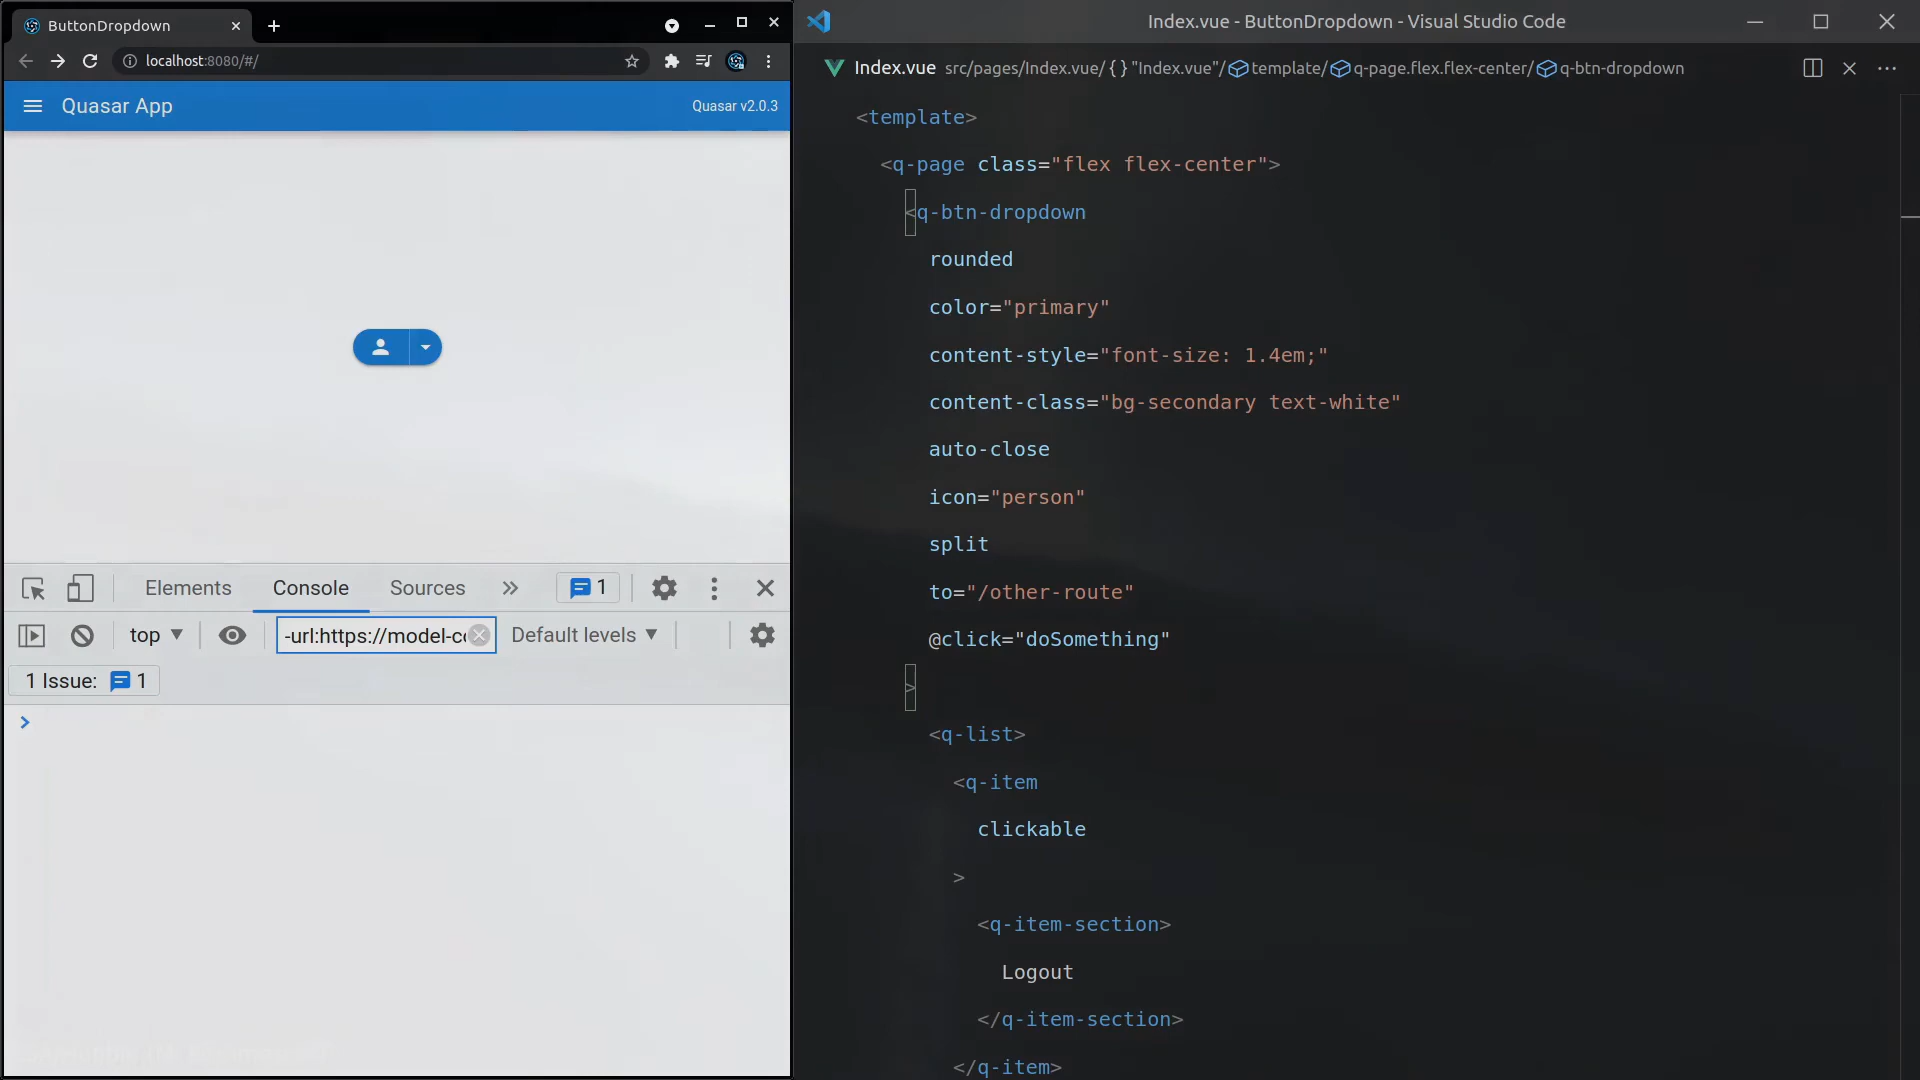 ButtonDropdown
localhost:8080/#/
Quasar App
Quasar v2.0.3
Elements
Console
Sources
1
top
-url:https://model-c
Default levels
1 Issue:
1
>
Index.vue - ButtonDropdown - Visual Studio Code
Index.vue src/pages/Index.vue/ {} "Index.vue"/ template/ q-page.flex.flex-center/ q-btn-dropdown
<template>
<q-page class="flex flex-center">
<q-btn-dropdown
rounded
color="primary"
content-style="font-size: 1.4em;"
content-class="bg-secondary text-white"
auto-close
icon="person"
split
to="/other-route"
@click="doSomething"
>
<q-list>
<q-item
clickable
>
<q-item-section>
Logout
</q-item-section>
</q-item>